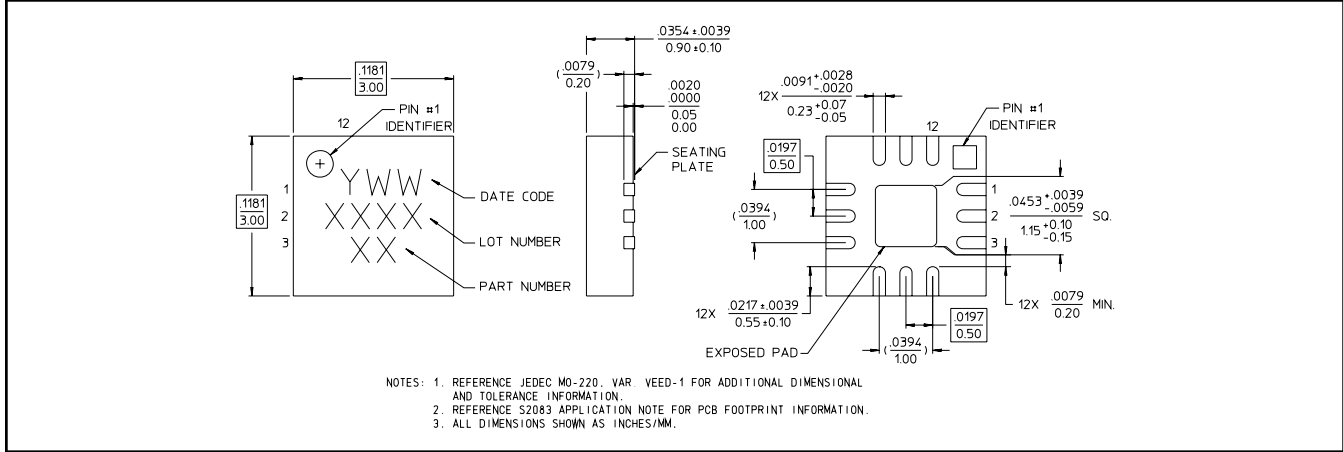 .1181
3.00
12
PIN #1
IDENTIFIER
.1181
3.00
1
2
3
YWW
XXXX
XX
DATE CODE
LOT NUMBER
PART NUMBER
.0354 ±.0039
0.90 ±0.10
(.0079
0.20)
.0020
.0000
0.05
0.00
SEATING
PLATE
12X .0091 +.0028 -.0020
0.23 +0.07 -0.05
12
PIN #1
IDENTIFIER
.0197
0.50
(.0394
1.00)
1
2
3
.0453 +.0039 -.0059 SQ.
1.15 +0.10 -0.15
12X .0217 ±.0039
0.55 ±0.10
12X .0079 MIN.
0.20
.0197
0.50
(.0394
1.00)
EXPOSED PAD
NOTES: 1. REFERENCE JEDEC MO-220, VAR. VEED-1 FOR ADDITIONAL DIMENSIONAL
AND TOLERANCE INFORMATION.
2. REFERENCE S2083 APPLICATION NOTE FOR PCB FOOTPRINT INFORMATION.
3. ALL DIMENSIONS SHOWN AS INCHES/MM.